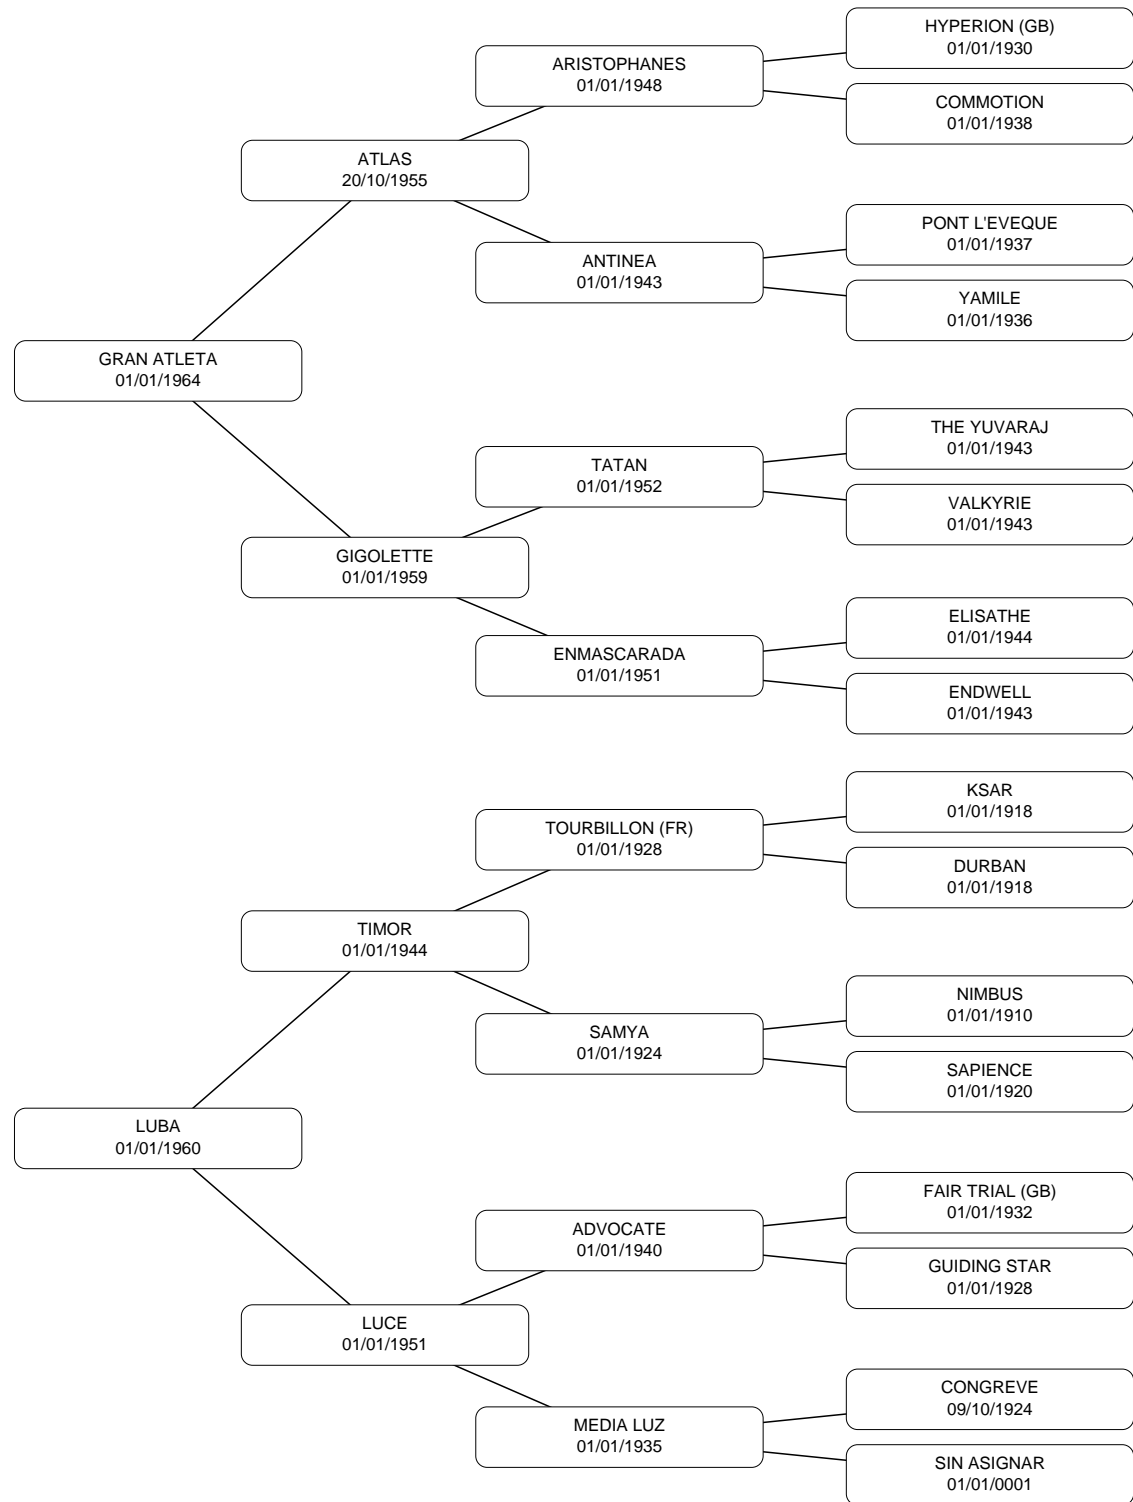 HYPERION (GB)
01/01/1930
ARISTOPHANES
01/01/1948
COMMOTION
01/01/1938
ATLAS
20/10/1955
PONT L'EVEQUE
01/01/1937
ANTINEA
01/01/1943
YAMILE
01/01/1936
GRAN ATLETA
01/01/1964
THE YUVARAJ
01/01/1943
TATAN
01/01/1952
VALKYRIE
01/01/1943
GIGOLETTE
01/01/1959
ELISATHE
01/01/1944
ENMASCARADA
01/01/1951
ENDWELL
01/01/1943
KSAR
01/01/1918
TOURBILLON (FR)
01/01/1928
DURBAN
01/01/1918
TIMOR
01/01/1944
NIMBUS
01/01/1910
SAMYA
01/01/1924
SAPIENCE
01/01/1920
LUBA
01/01/1960
FAIR TRIAL (GB)
01/01/1932
ADVOCATE
01/01/1940
GUIDING STAR
01/01/1928
LUCE
01/01/1951
CONGREVE
09/10/1924
MEDIA LUZ
01/01/1935
SIN ASIGNAR
01/01/0001